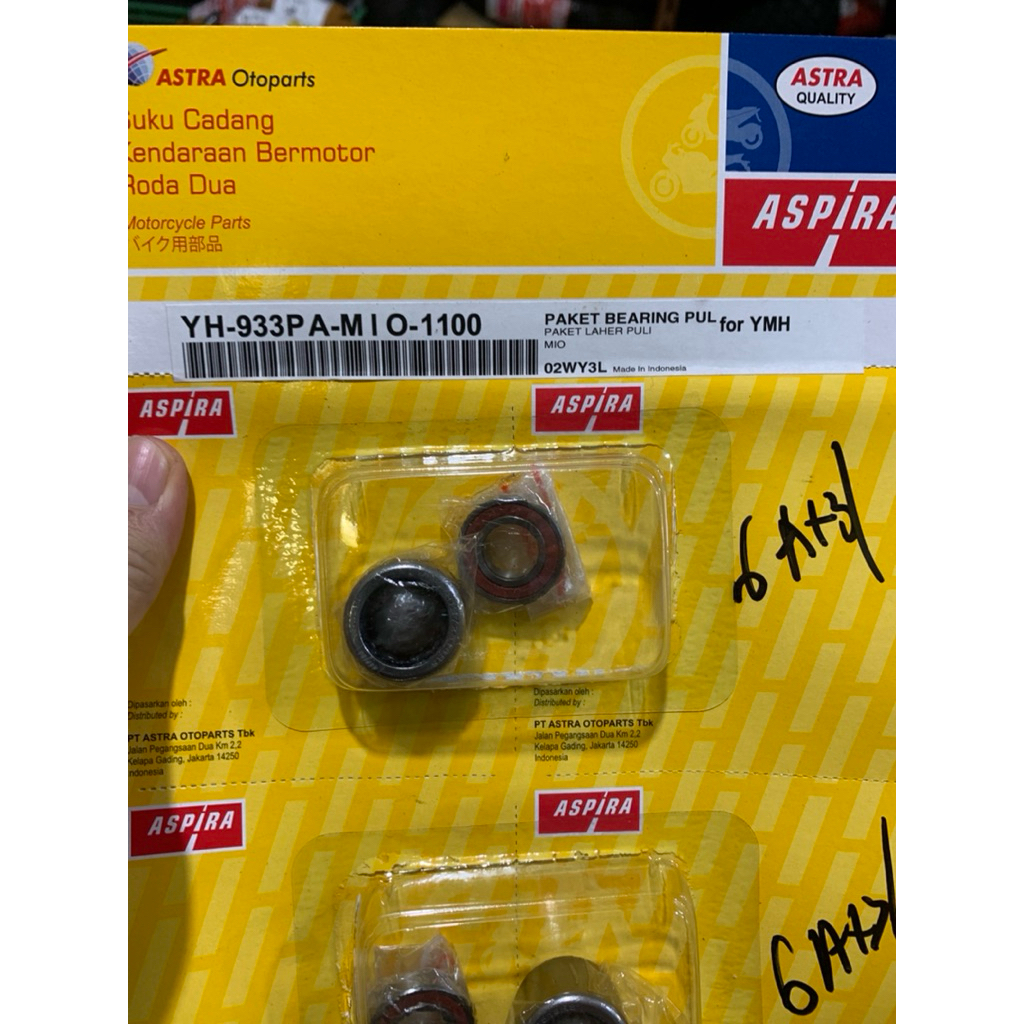 ASTRA Otoparts
uku Cadang
endaraan Bermotor
Roda Dua
Motorcycle Parts
バイク用部品
ASTRA
QUALITY
ASPIRA
YH-933PA-MIO-1100
PAKET BEARING PUL for YMH
PAKET LAHER PULI
MIO
02WY3L Made In Indonesia
ASPIRA
ASPIRA
Dipasarkan oleh :
Distributed by :
PT ASTRA OTOPARTS Tbk
Jalan Pegangsaan Dua Km 2,2
Kelapa Gading, Jakarta 14250
Indonesia
Dipasarkan oleh :
Distributed by :
PT ASTRA OTOPARTS Tbk
Jalan Pegangsaan Dua Km 2,2
Kelapa Gading, Jakarta 14250
Indonesia
ASPIRA
ASPIRA